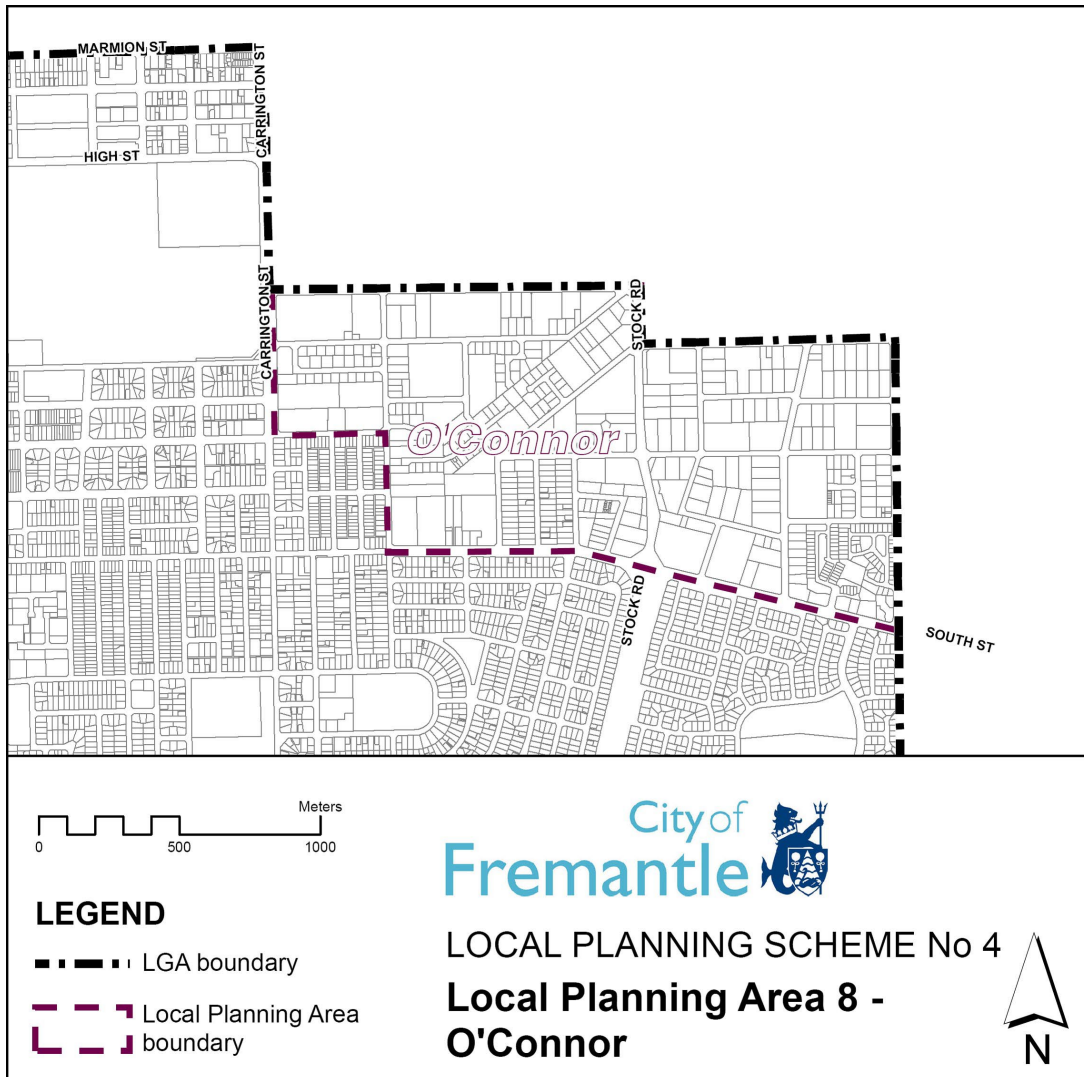 MARMION ST
CARRINGTON ST
HIGH ST
CARRINGTON ST
STOCK RD
O'Connor
STOCK RD
SOUTH ST
Meters
0 500 1000
City of
Fremantle
LEGEND
LGA boundary
Local Planning Area
boundary
LOCAL PLANNING SCHEME No 4
Local Planning Area 8 -
O'Connor
N